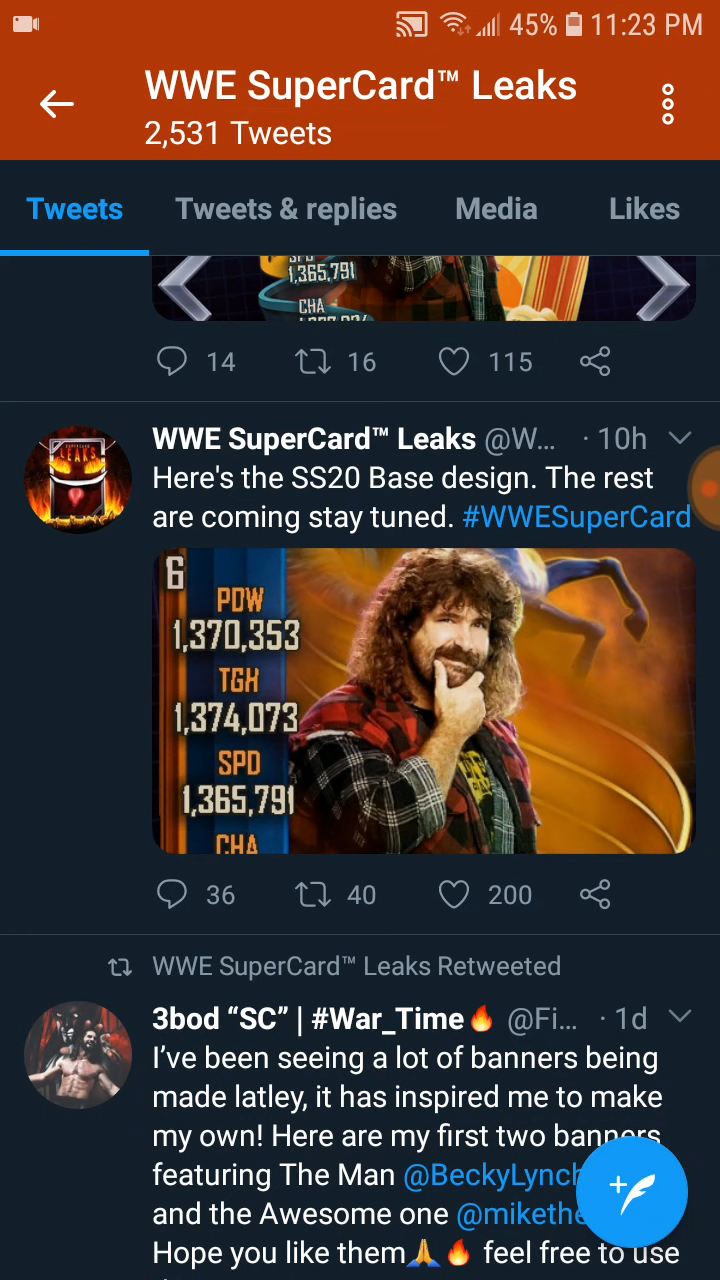 45% 11:23 PM
WWE SuperCard™ Leaks
2,531 Tweets
Tweets Tweets & replies Media Likes
1,365,791
CHA
14 16 115
WWE SuperCard™ Leaks @W... · 10h
LEAKS
Here's the SS20 Base design. The rest
are coming stay tuned. #WWESuperCard
6
POW
1,370,353
TGH
1,374,073
SPD
1,365,791
CHA
36 40 200
WWE SuperCard™ Leaks Retweeted
3bod “SC” | #War_Time🔥 @Fi... · 1d
I’ve been seeing a lot of banners being
made latley, it has inspired me to make
my own! Here are my first two banners
featuring The Man @BeckyLynch
and the Awesome one @mikethe
Hope you like them🙏🔥 feel free to use